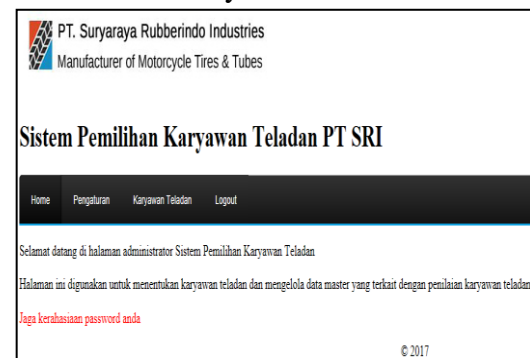 PT. Suryaraya Rubberindo Industries
Manufacturer of Motorcycle Tires & Tubes
Sistem Pemilihan Karyawan Teladan PT SRI
Home Pengaturan Karyawan Teladan Logout
Selamat datang di halaman administrator Sistem Pemilihan Karyawan Teladan
Halaman ini digunakan untuk menentukan karyawan teladan dan mengelola data master yang terkait dengan penilaian karyawan teladan
Jaga kerahasiaan password anda
© 2017